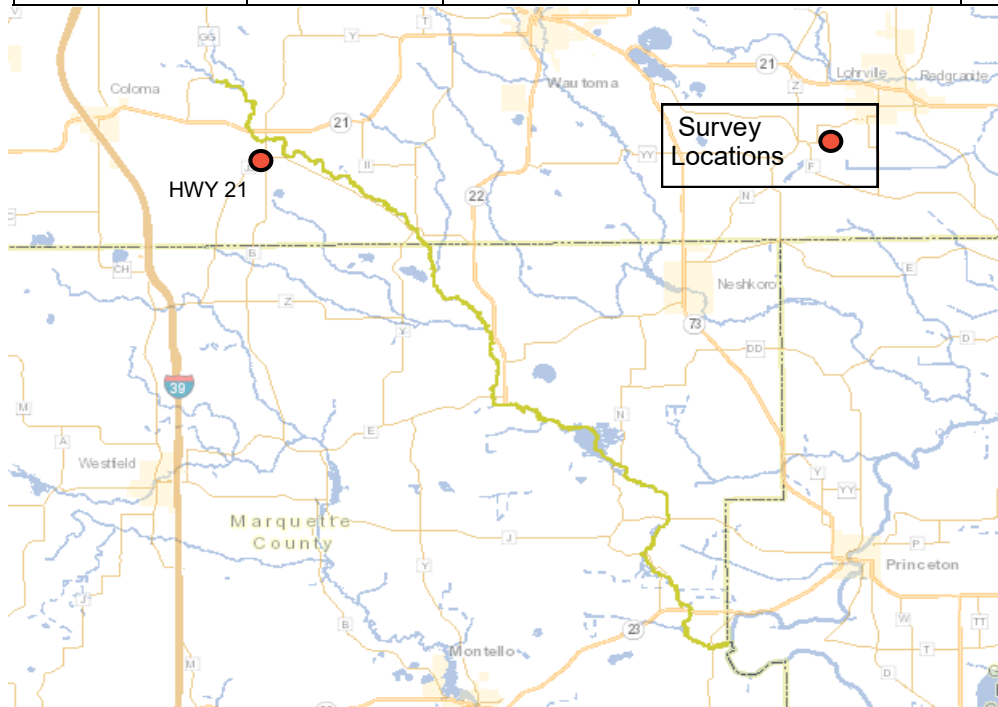 GG
Y
T
21
Lohrville
Redgranite
Coloma
Wautoma
Z
21
Survey
Locations
YY
F
II
HWY 21
22
N
C
B
CH
E
Neshkoro
Z
Y
73
D
DD
39
M
N
E
A
Westfield
Y
YY
Marquette
County
J
P
Y
Princeton
J
B
23
W
TT
Montello
T
M
D